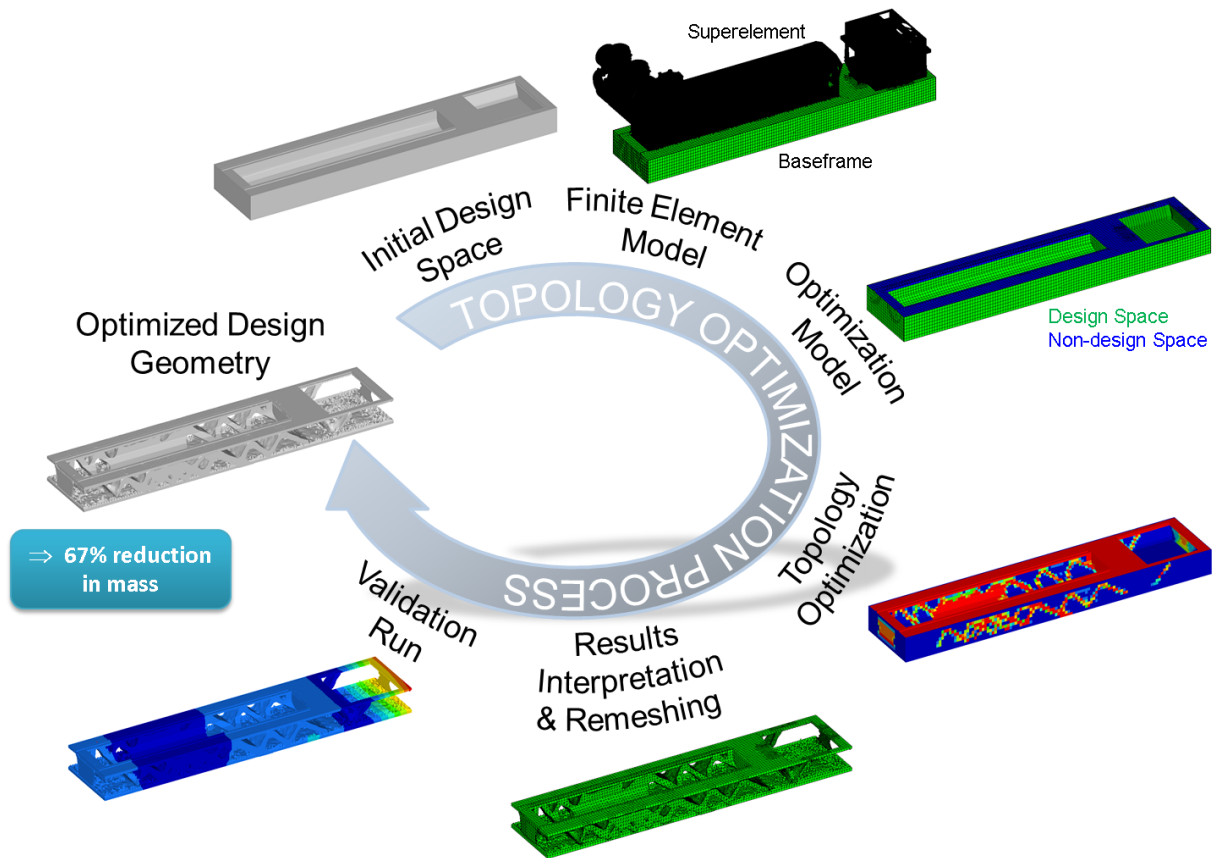 Superelement
Baseframe
Initial Design
Space
Finite Element
Model
Optimization
Model
Design Space
Non-design Space
TOPOLOGY OPTIMIZATION PROCESS
Topology
Optimization
Results
Interpretation
& Remeshing
Validation
Run
Optimized Design
Geometry
⇒ 67% reduction
in mass